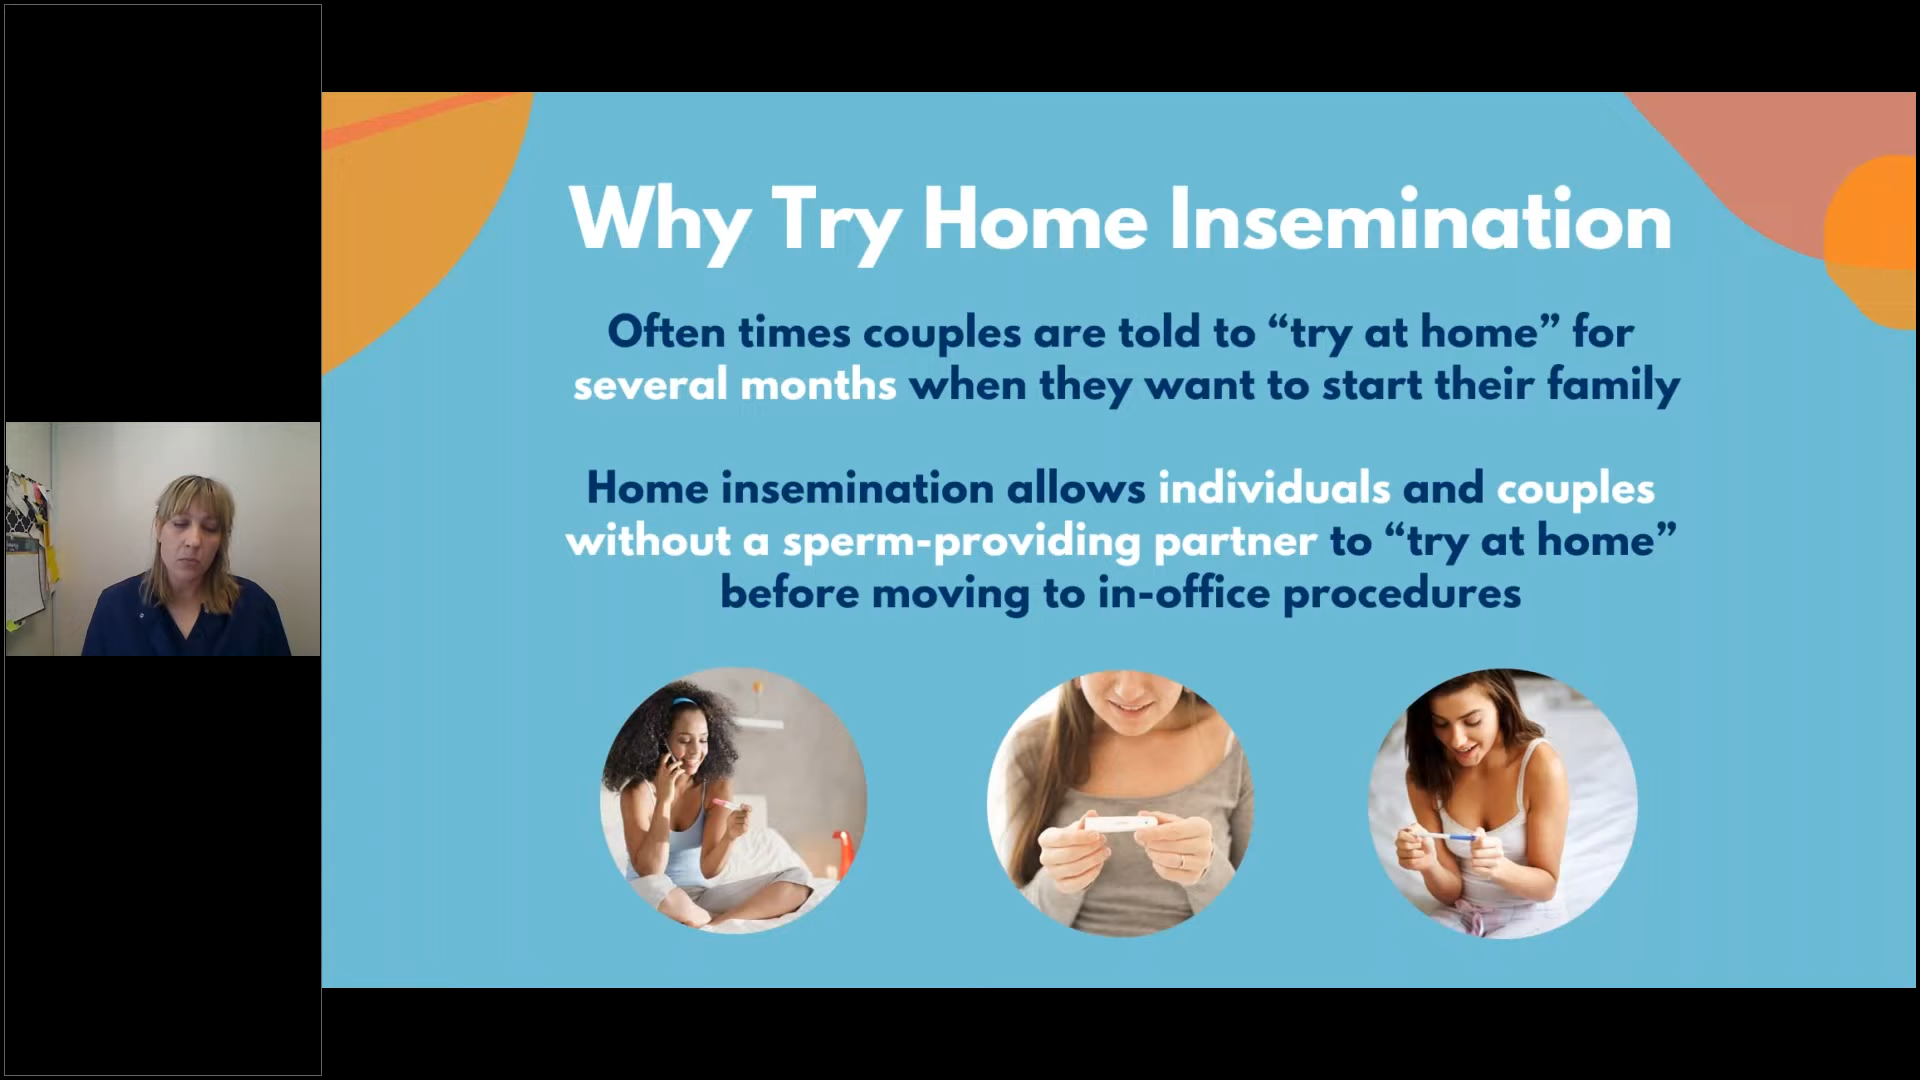 Why Try Home Insemination
Often times couples are told to “try at home” for
several months when they want to start their family
Home insemination allows individuals and couples
without a sperm-providing partner to “try at home”
before moving to in-office procedures